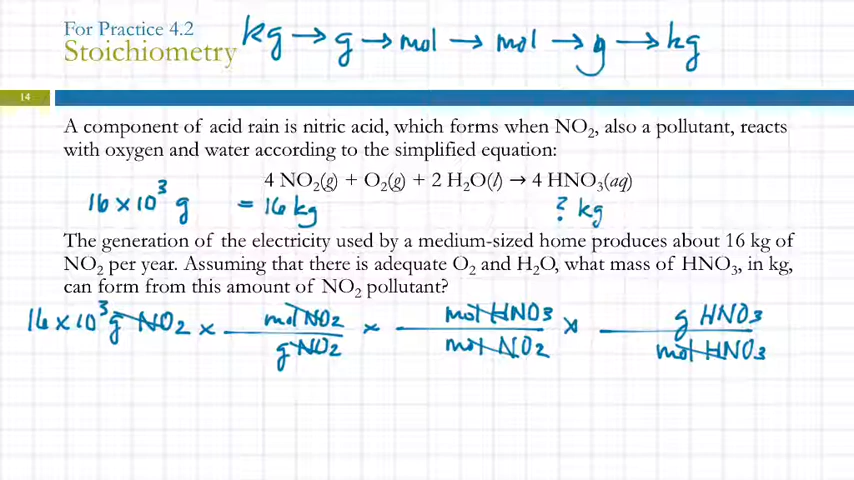 For Practice 4.2
Stoichiometry
kg → g → mol → mol → g → kg
14
A component of acid rain is nitric acid, which forms when NO₂, also a pollutant, reacts
with oxygen and water according to the simplified equation:
4 NO₂(g) + O₂(g) + 2 H₂O(l) → 4 HNO₃(aq)
16 × 10³ g = 16 kg ? kg
The generation of the electricity used by a medium-sized home produces about 16 kg of
NO₂ per year. Assuming that there is adequate O₂ and H₂O, what mass of HNO₃, in kg,
can form from this amount of NO₂ pollutant?
16 × 10³ g NO₂ × mol NO₂ × mol HNO₃ × g HNO₃
g NO₂ mol NO₂ mol HNO₃